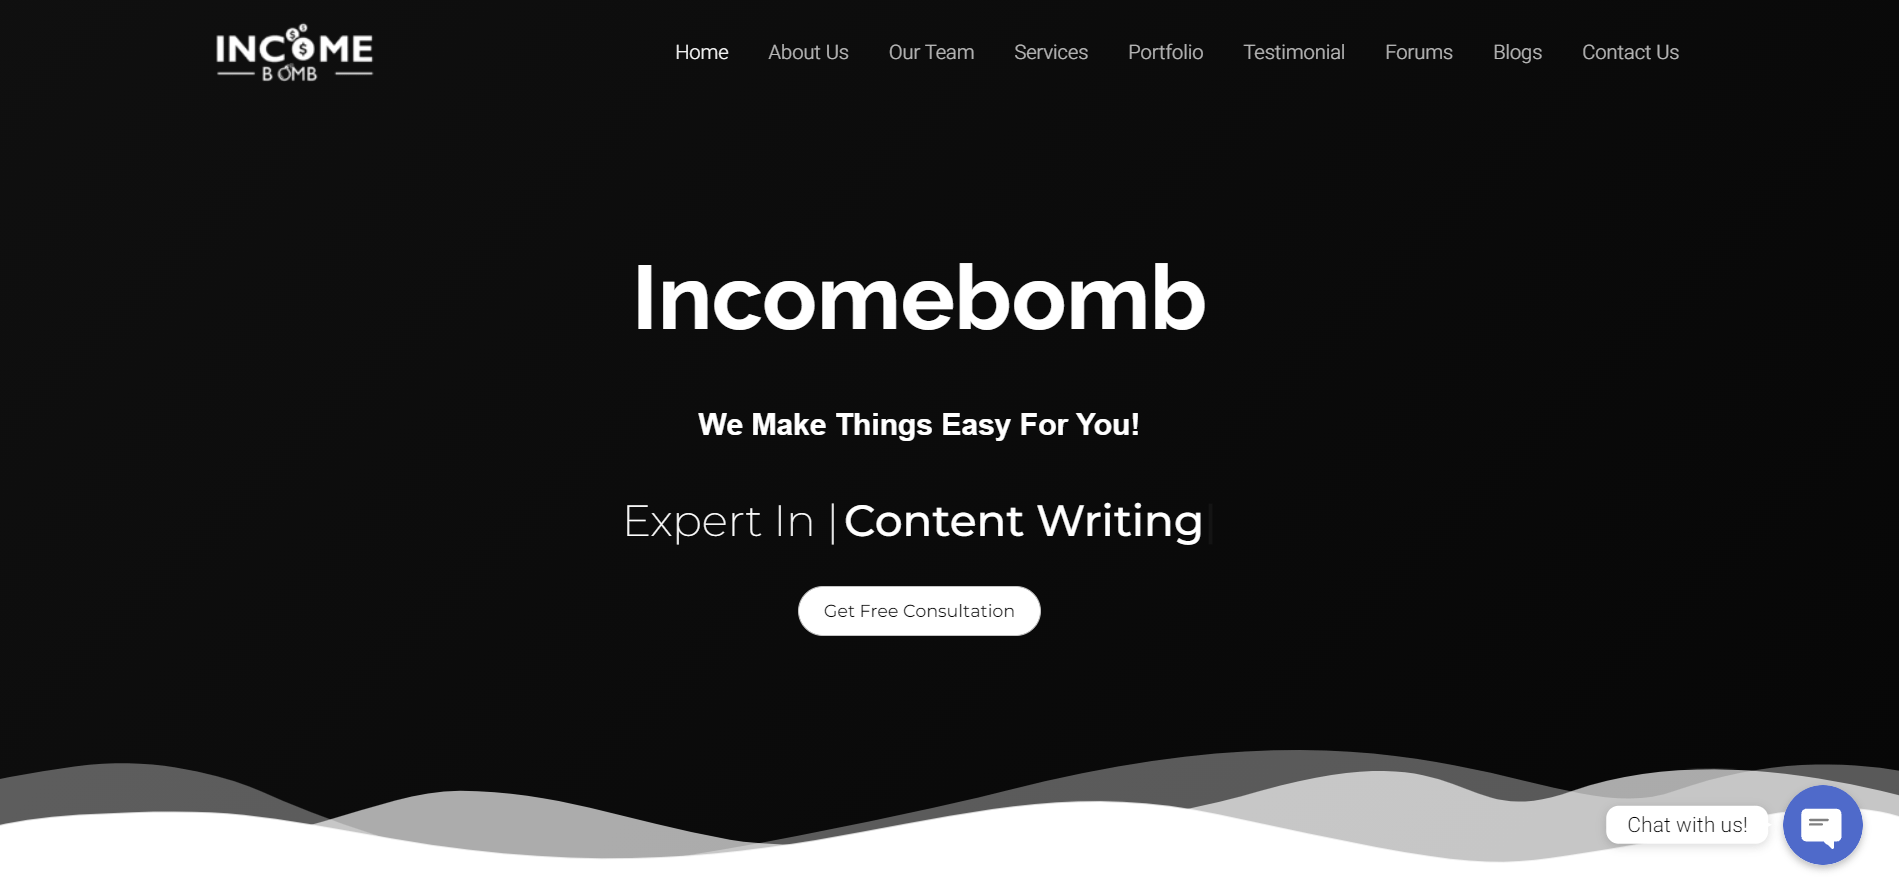 INCOME
BOMB
Home About Us Our Team Services Portfolio Testimonial Forums Blogs Contact Us
Incomebomb
We Make Things Easy For You!
Expert In | Content Writing
Get Free Consultation
Chat with us!